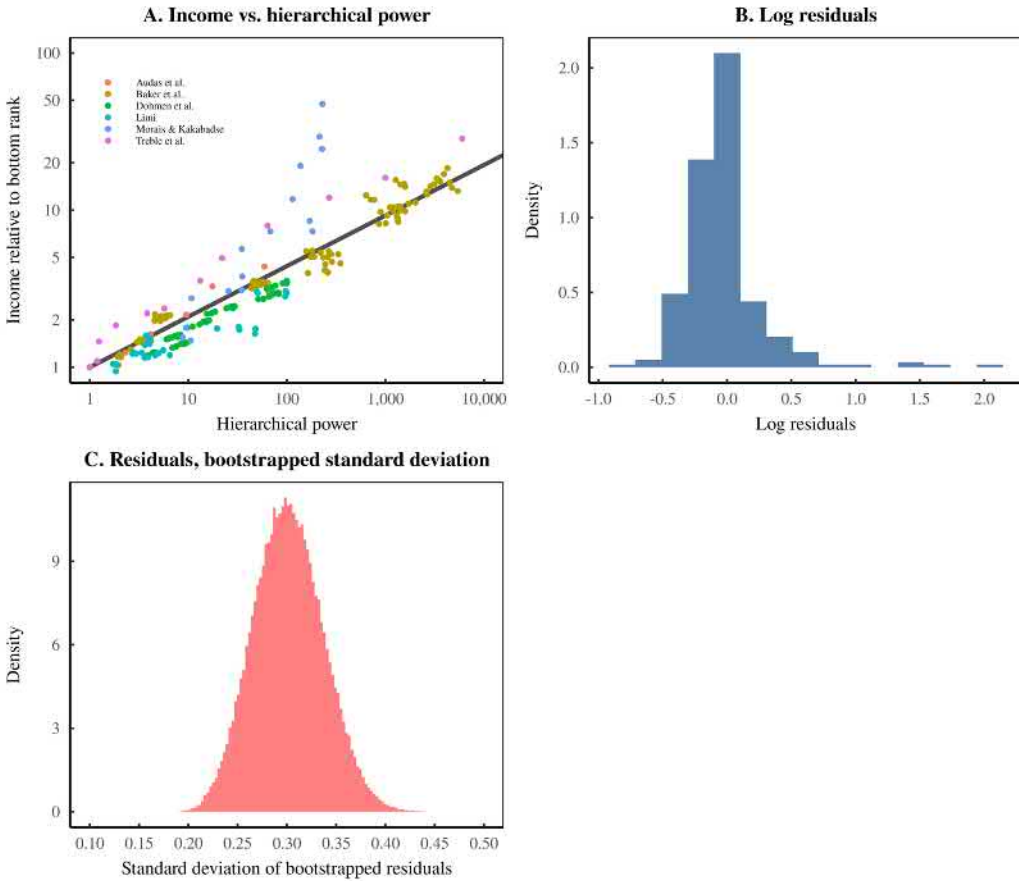 A. Income vs. hierarchical power
Income relative to bottom rank
100
50
20
10
5
2
1
Audas et al.
Baker et al.
Dohmen et al.
Limi
Morais & Kakabadse
Treble et al.
1 10 100 1,000 10,000
Hierarchical power
B. Log residuals
Density
2.0
1.5
1.0
0.5
0.0
-1.0 -0.5 0.0 0.5 1.0 1.5 2.0
Log residuals
C. Residuals, bootstrapped standard deviation
Density
9
6
3
0
0.10 0.15 0.20 0.25 0.30 0.35 0.40 0.45 0.50
Standard deviation of bootstrapped residuals